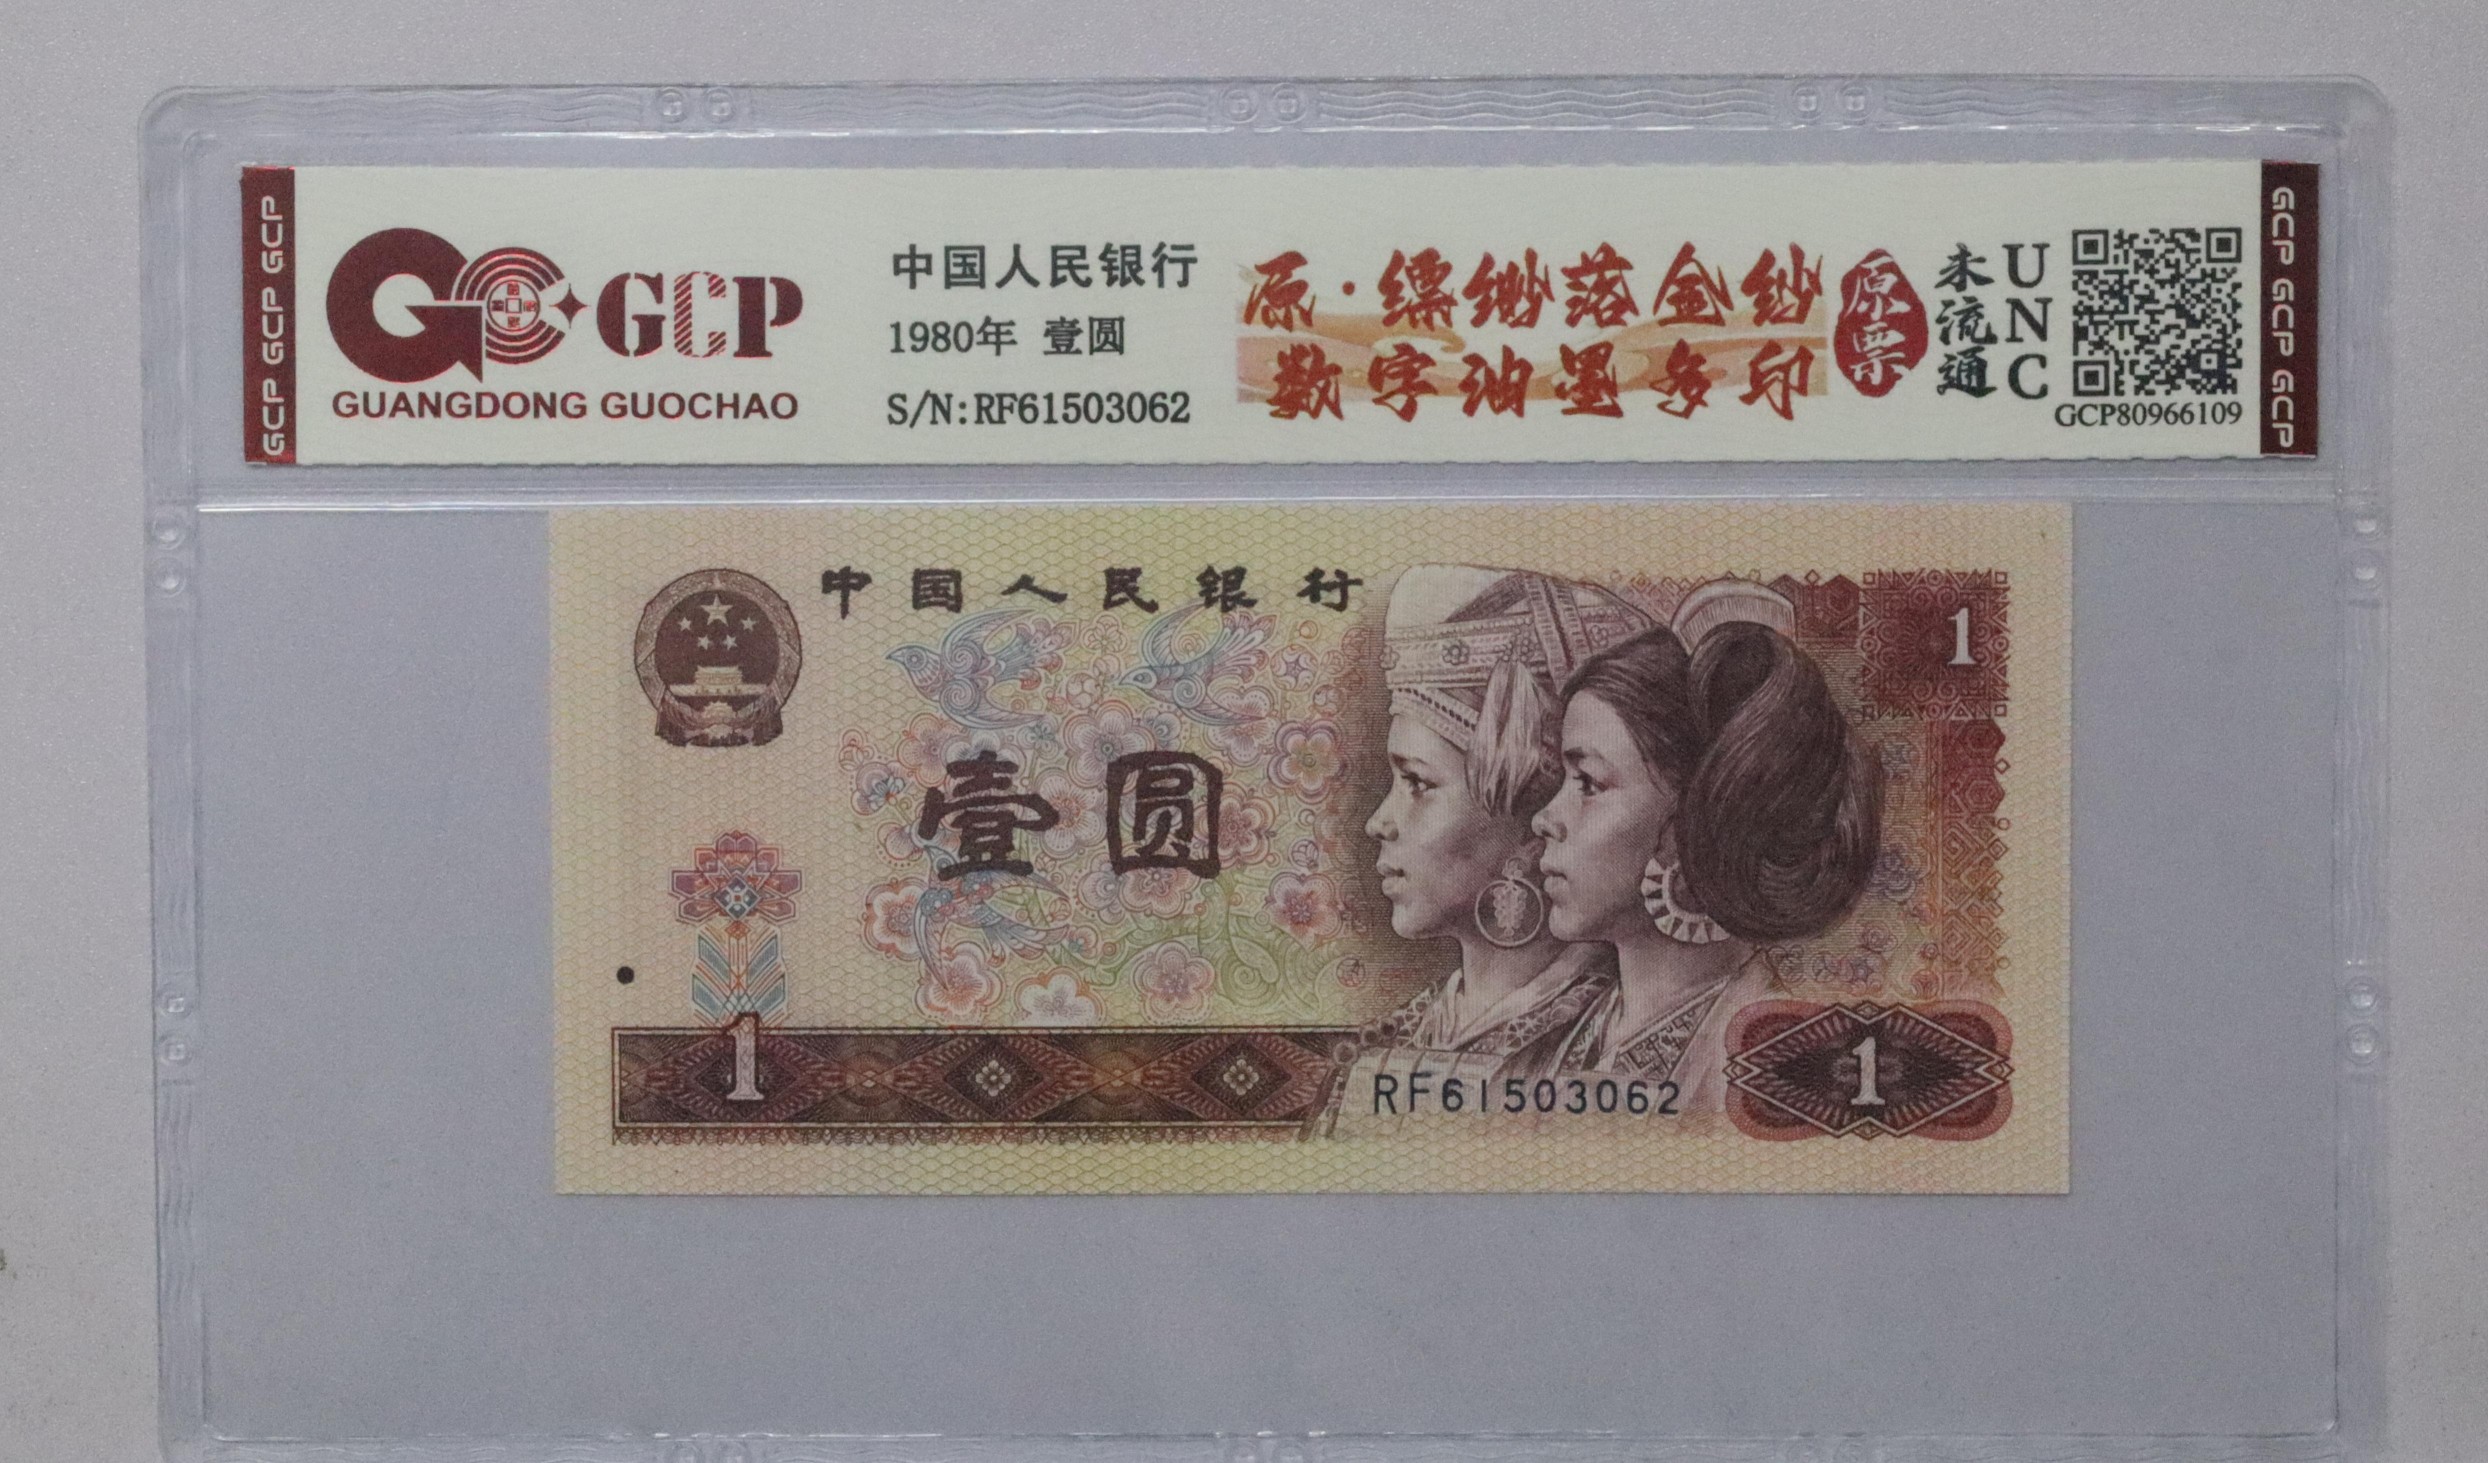 GCP GCP GCP
GCP
GUANGDONG GUOCHAO
中国人民银行
1980年 壹圆
S/N:RF61503062
原·缥缈落金纱
数字油墨多印
原票
未流通
UNC
GCP80966109
GCP GCP GCP
中国人民银行
1
壹圆
1
RF61503062
1